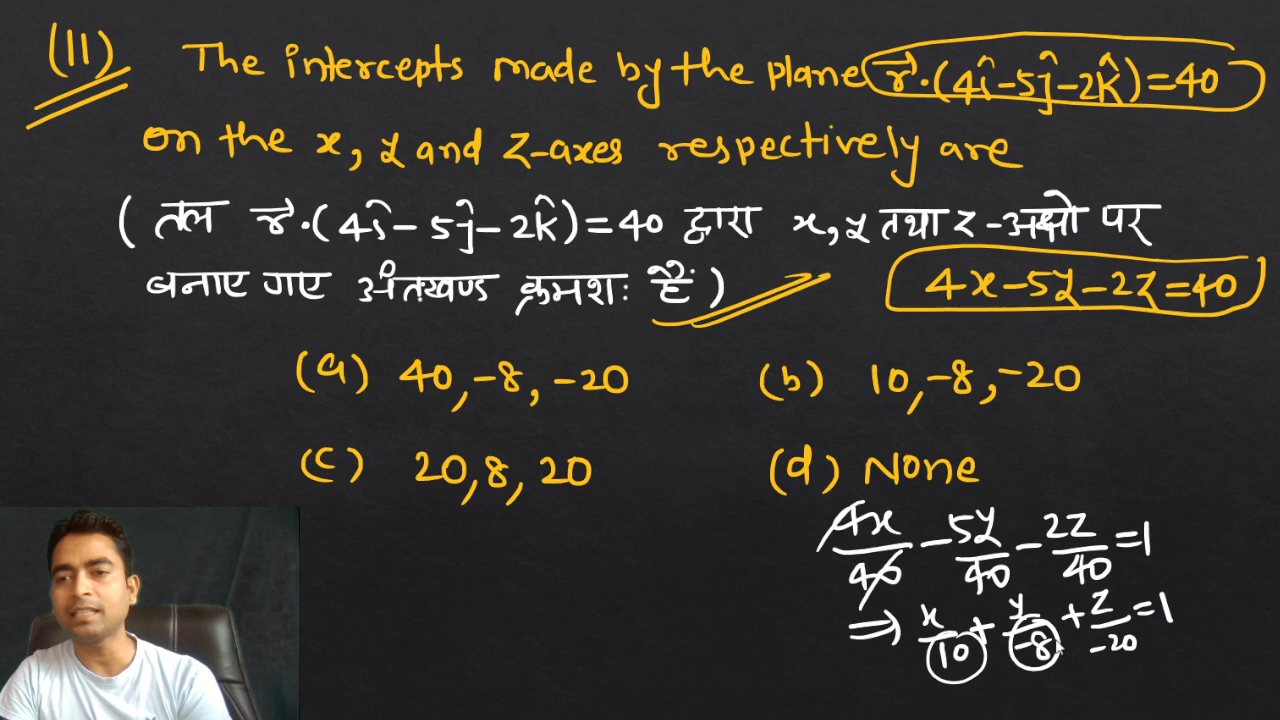 (11) The intercepts made by the plane r⃗·(4î-5ĵ-2k̂)=40
on the x, y and z-axes respectively are
( तल r⃗·(4î-5ĵ-2k̂)=40 द्वारा x, y तथा z-अक्षो पर
बनाए गए अंतःखण्ड क्रमशः हैं )
4x-5y-2z=40
(a) 40,-8,-20 (b) 10,-8,-20
(c) 20,8,20 (d) None
4x/40 - 5y/40 - 2z/40 = 1
⇒ x/10 + y/-8 + z/-20 = 1